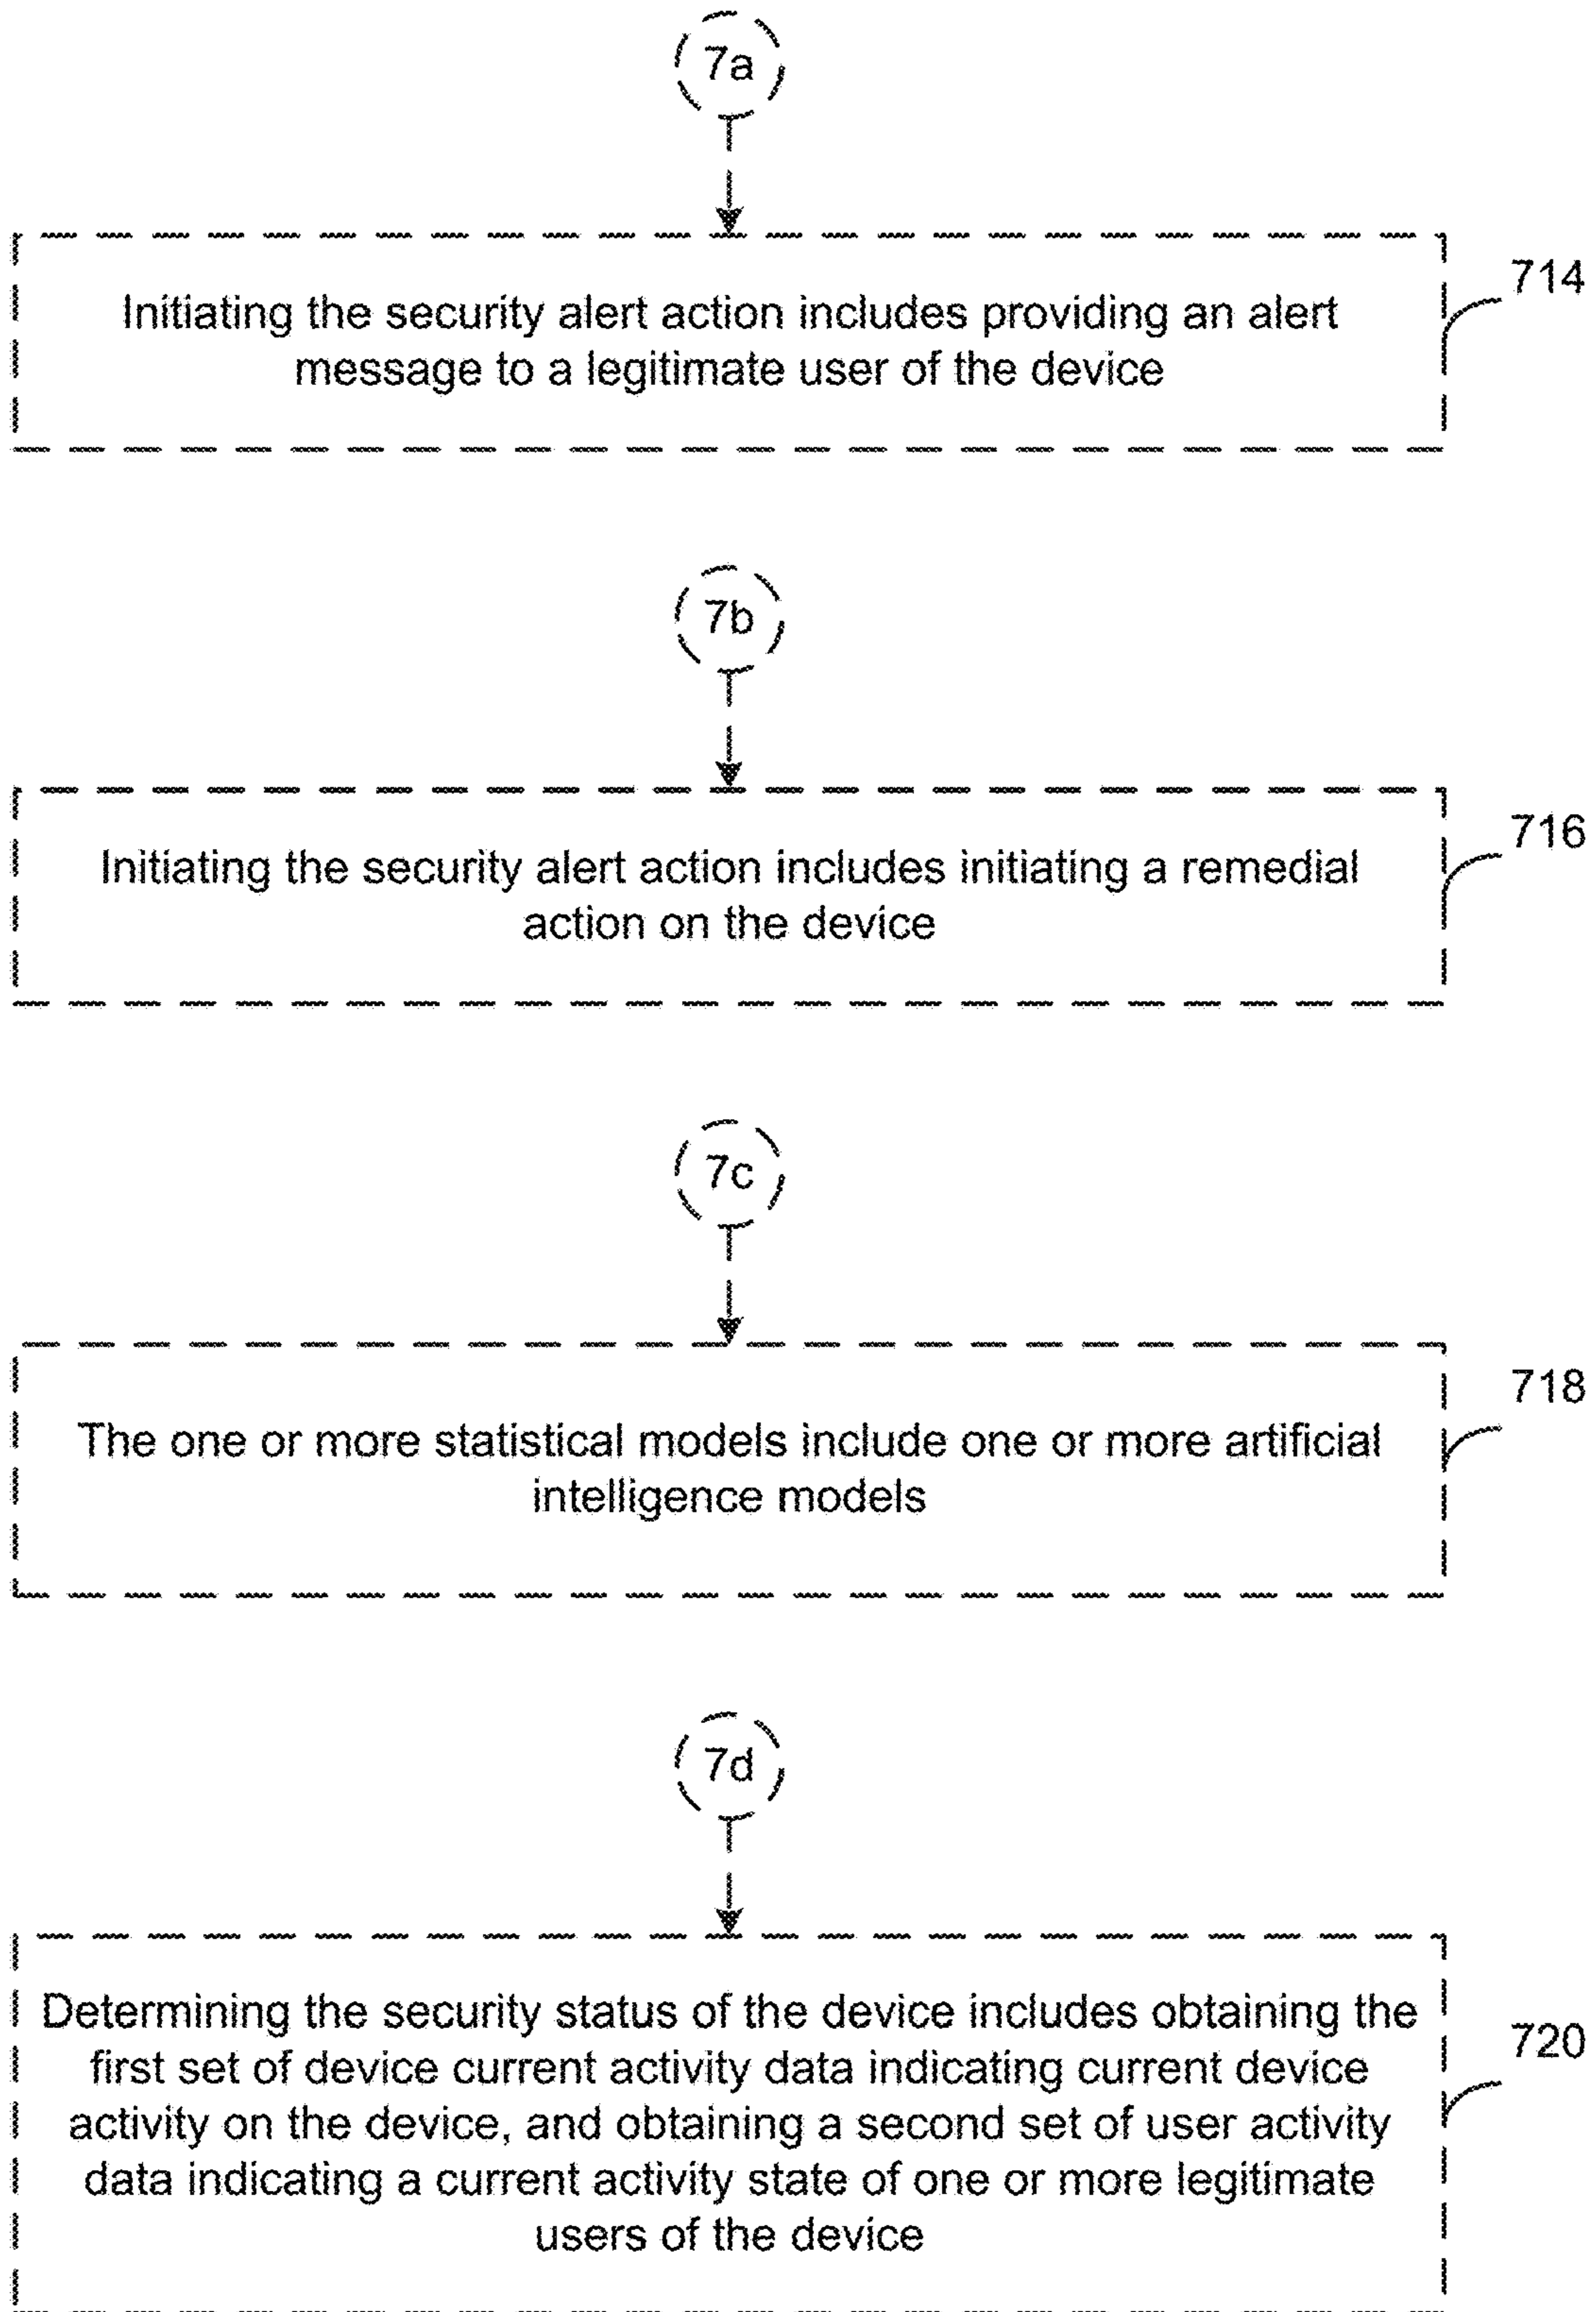 7a
714
Initiating the security alert action includes providing an alert
message to a legitimate user of the device
7b
716
Initiating the security alert action includes initiating a remedial
action on the device
7c
718
The one or more statistical models include one or more artificial
intelligence models
7d
Determining the security status of the device includes obtaining the
720
first set of device current activity data indicating current device
activity on the device, and obtaining a second set of user activity
data indicating a current activity state of one or more legitimate
users of the device